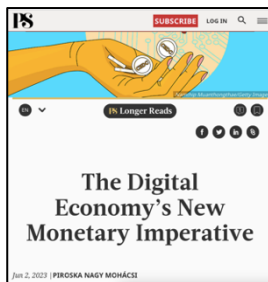 PS
SUBSCRIBE LOG IN
EN
PS Longer Reads
The Digital
Economy's New
Monetary Imperative
Jun 2, 2023 | PIROSKA NAGY MOHÁCSI